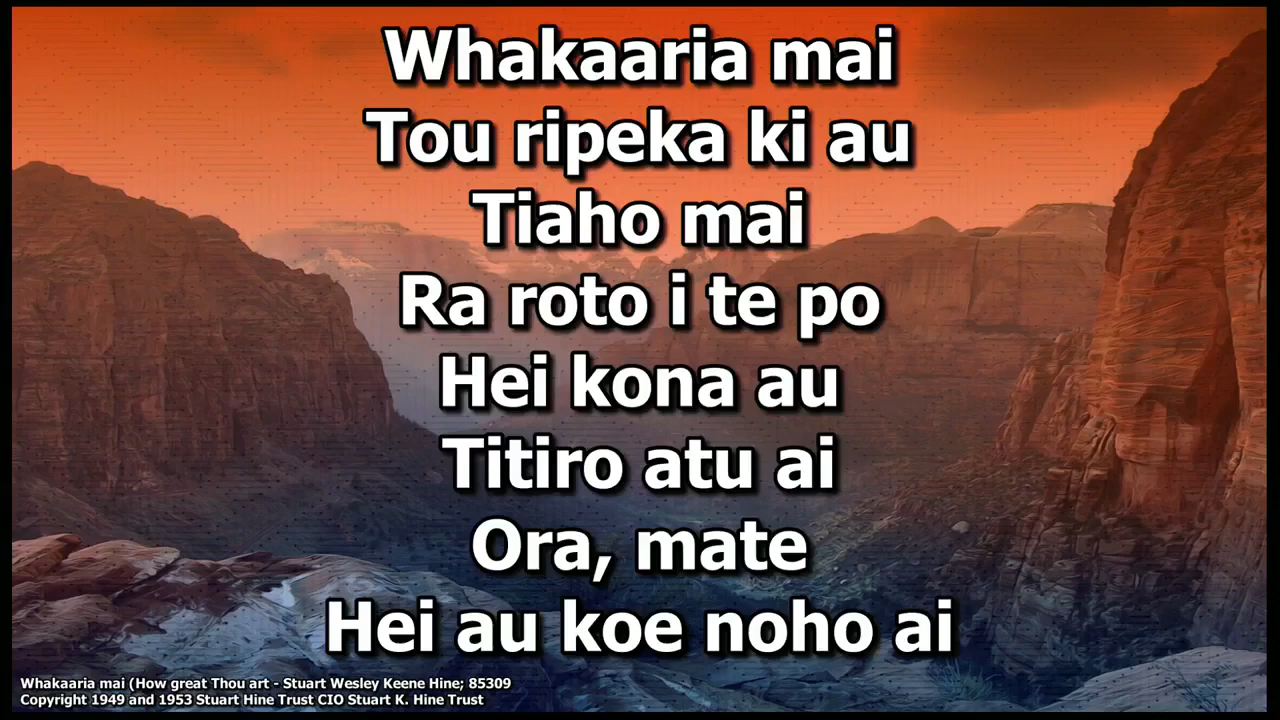 Whakaaria mai
Tou ripeka ki au
Tiaho mai
Ra roto i te po
Hei kona au
Titiro atu ai
Ora, mate
Hei au koe noho ai
Whakaaria mai (How great Thou art - Stuart Wesley Keene Hine; 85309
Copyright 1949 and 1953 Stuart Hine Trust CIO Stuart K. Hine Trust